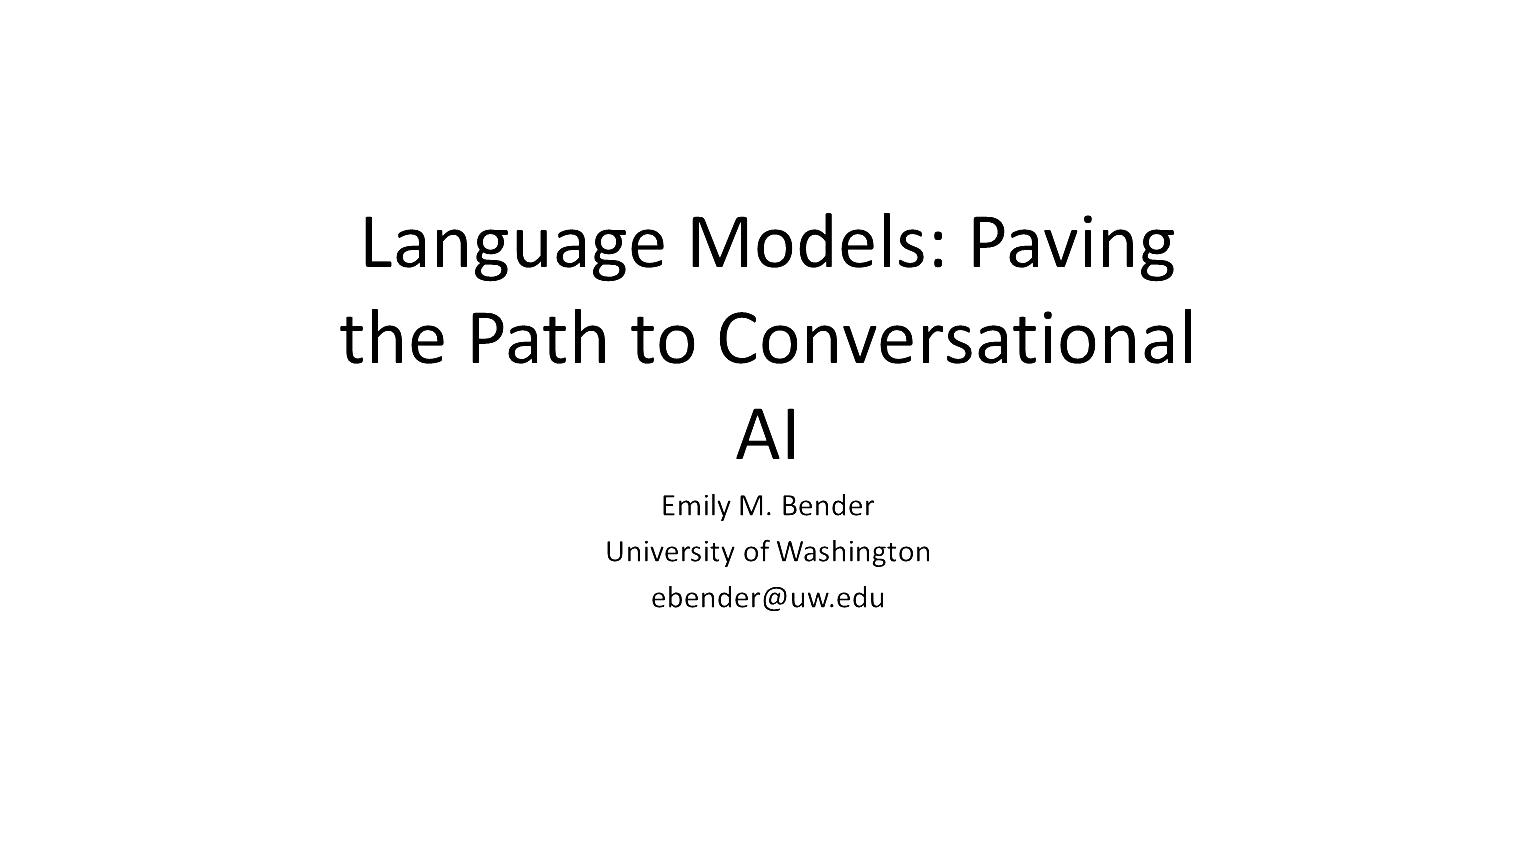 Language Models: Paving
the Path to Conversational
AI
Emily M. Bender
University of Washington
ebender@uw.edu